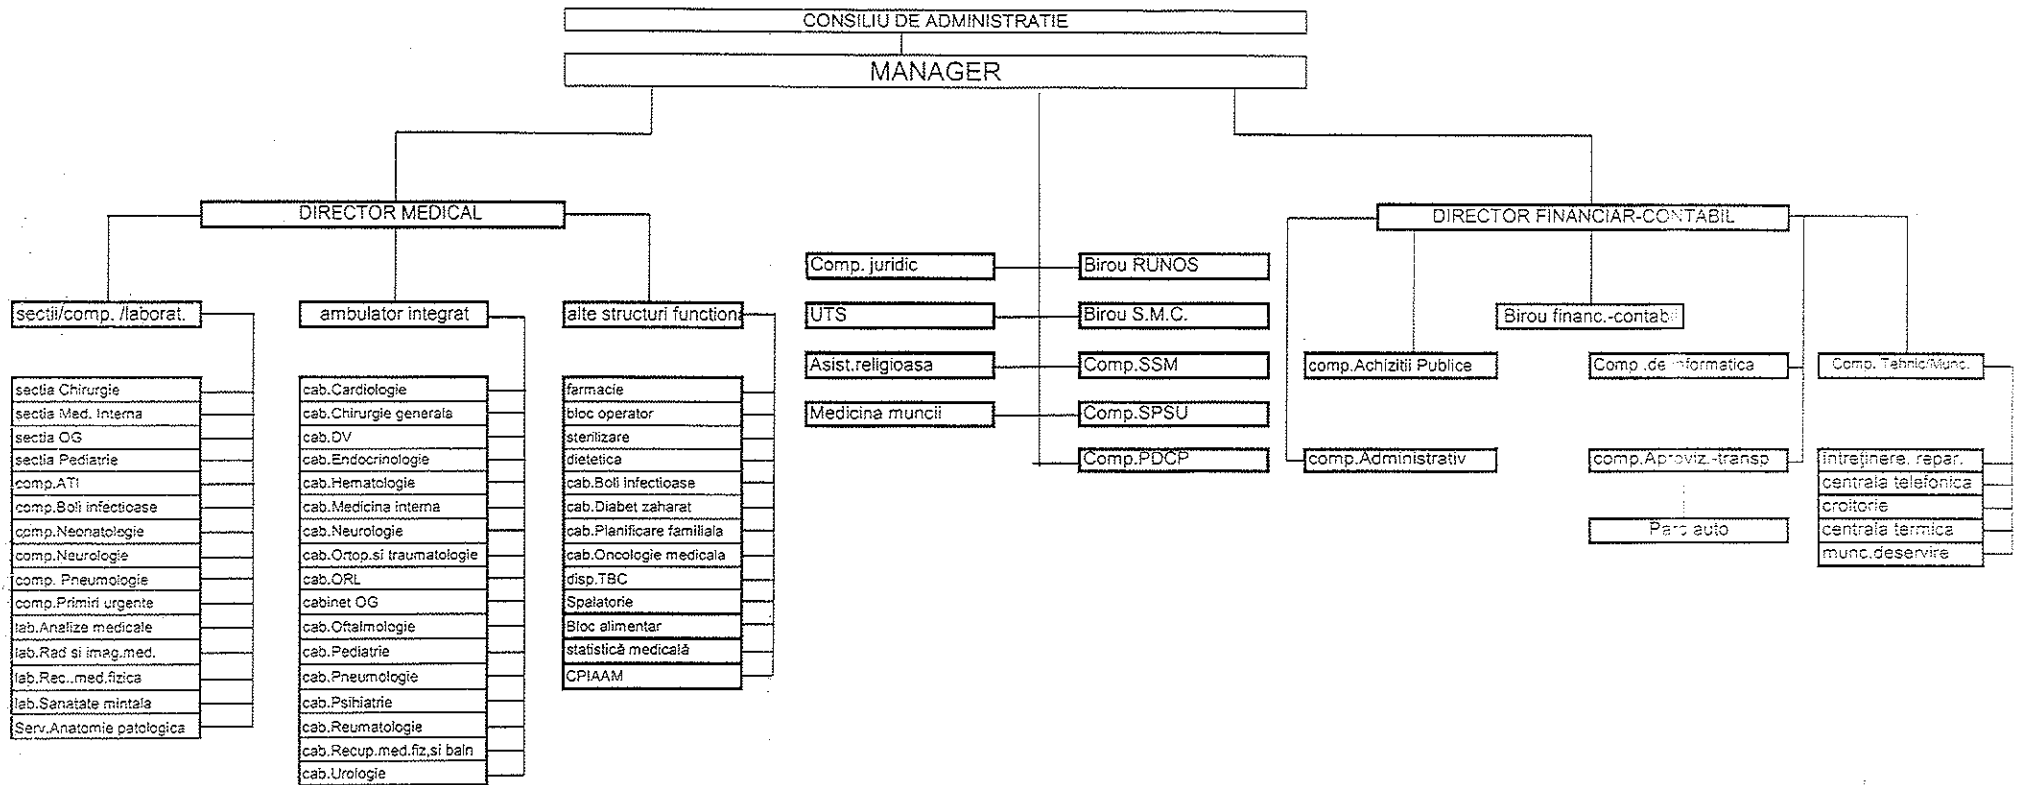 CONSILIU DE ADMINISTRATIE
MANAGER
DIRECTOR MEDICAL
DIRECTOR FINANCIAR-CONTABIL
sectii/comp. /laborat.
ambulator integrat
alte structuri functiona
sectia Chirurgie
sectia Med. Interna
sectia OG
sectia Pediatrie
comp.ATI
comp.Boli infectioase
comp.Neonatologie
comp.Neurologie
comp. Pneumologie
comp.Primiri urgente
lab.Analize medicale
lab.Rad si imag.med.
lab.Rec..med.fizica
lab.Sanatate mintala
Serv.Anatomie patologica
cab.Cardiologie
cab.Chirurgie generala
cab.DV
cab.Endocrinologie
cab.Hematologie
cab.Medicina interna
cab.Neurologie
cab.Ortop.si traumatologie
cab.ORL
cabinet OG
cab.Oftalmologie
cab.Pediatrie
cab.Pneumologie
cab.Psihiatrie
cab.Reumatologie
cab.Recup.med.fiz,si baln
cab.Urologie
farmacie
bloc operator
sterilizare
dietetica
cab.Boli infectioase
cab.Diabet zaharat
cab.Planificare familiala
cab.Oncologie medicala
disp.TBC
Spalatorie
Bloc alimentar
statistică medicală
CPIAAM
Comp. juridic
Birou RUNOS
UTS
Birou S.M.C.
Asist.religioasa
Comp.SSM
Medicina muncii
Comp.SPSU
Comp.PDCP
Birou financ.-contabil
comp.Achizitii Publice
Comp .de informatica
Comp. Tehnic/Munc.
comp.Administrativ
comp.Aproviz.-transp
Parc auto
întreținere. repar.
centrala telefonica
croitorie
centrala termica
munc.deservire